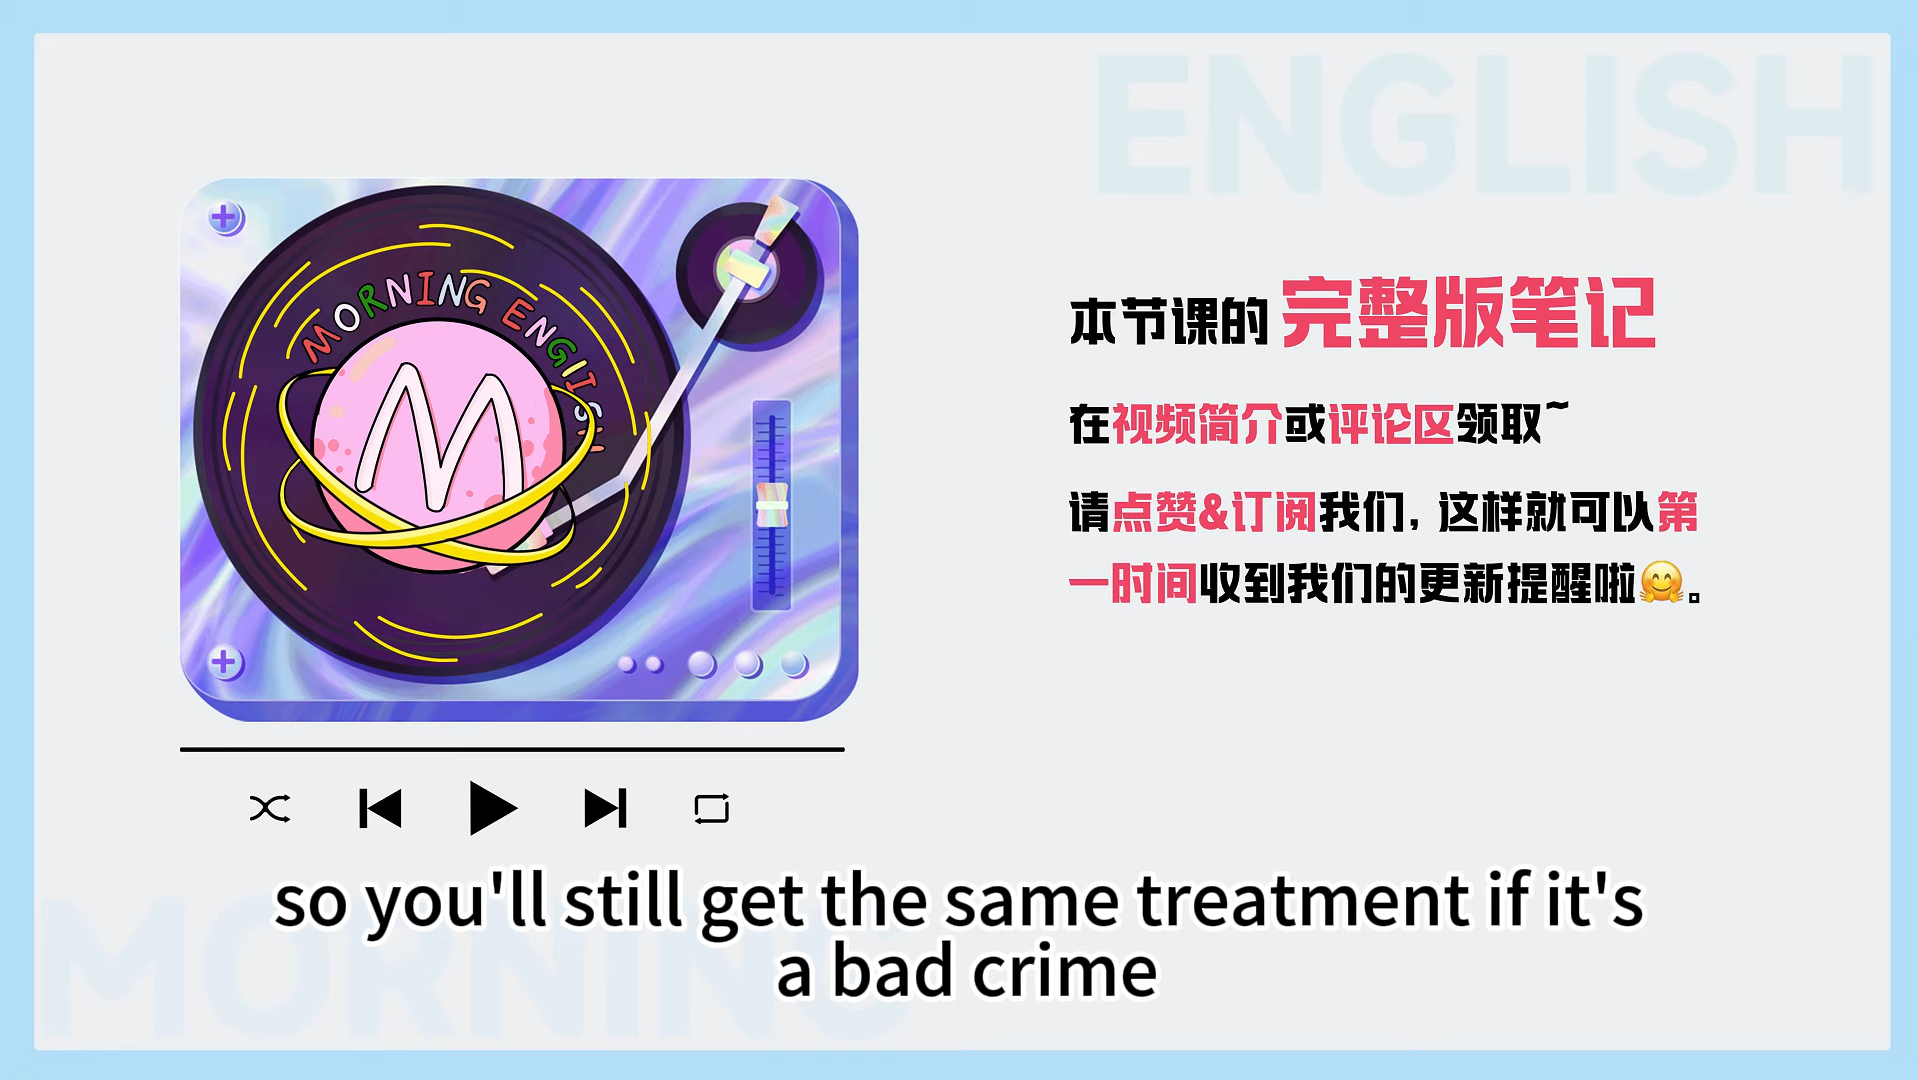 ENGLISH
MORNING ENGLISH
M
本节课的 完整版笔记
在视频简介或评论区领取~
请点赞&订阅我们，这样就可以第
一时间收到我们的更新提醒啦🤗。
MORNING
so you'll still get the same treatment if it's
a bad crime